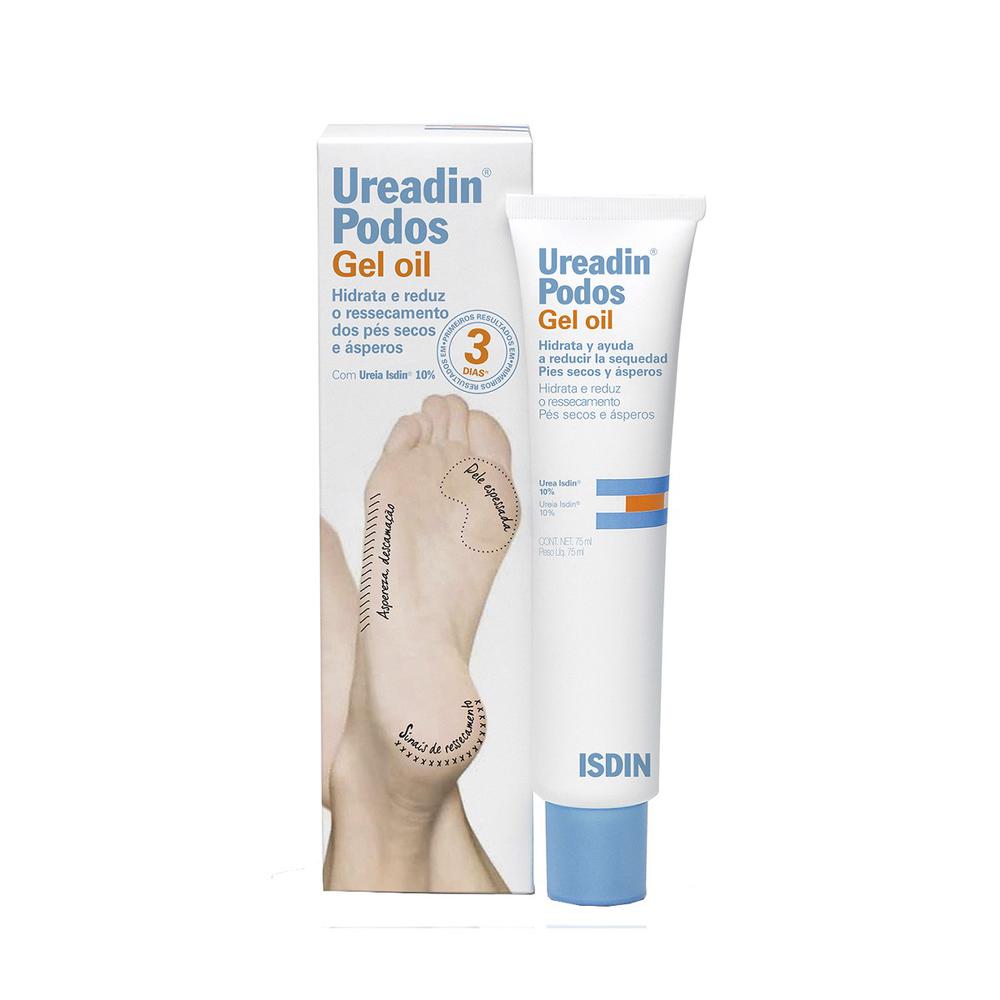 Ureadin®
Podos
Gel oil
Hidrata e reduz
o ressecamento
dos pés secos
e ásperos
Com Ureia Isdin® 10%
PRIMEIROS RESULTADOS EM • PRIMEIROS RESULTADOS EM •
3
DIAS
Pele espessada
Aspereza, descamação
Sinais de ressecamento
Ureadin®
Podos
Gel oil
Hidrata y ayuda
a reducir la sequedad
Pies secos y ásperos
Hidrata e reduz
o ressecamento
Pés secos e ásperos
Urea Isdin®
10%
Ureia Isdin®
10%
CONT. NET. 75 ml
Peso Líq. 75 ml
ISDIN